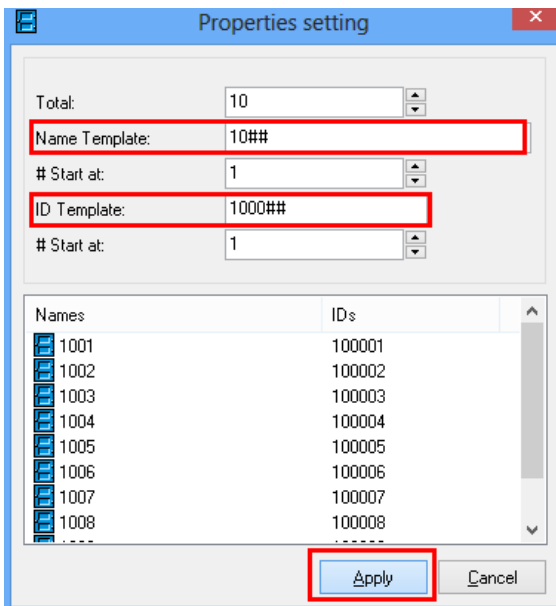 Properties setting
Total: 10
Name Template: 10##
# Start at: 1
ID Template: 1000##
# Start at: 1
Names IDs
1001 100001
1002 100002
1003 100003
1004 100004
1005 100005
1006 100006
1007 100007
1008 100008
Apply Cancel